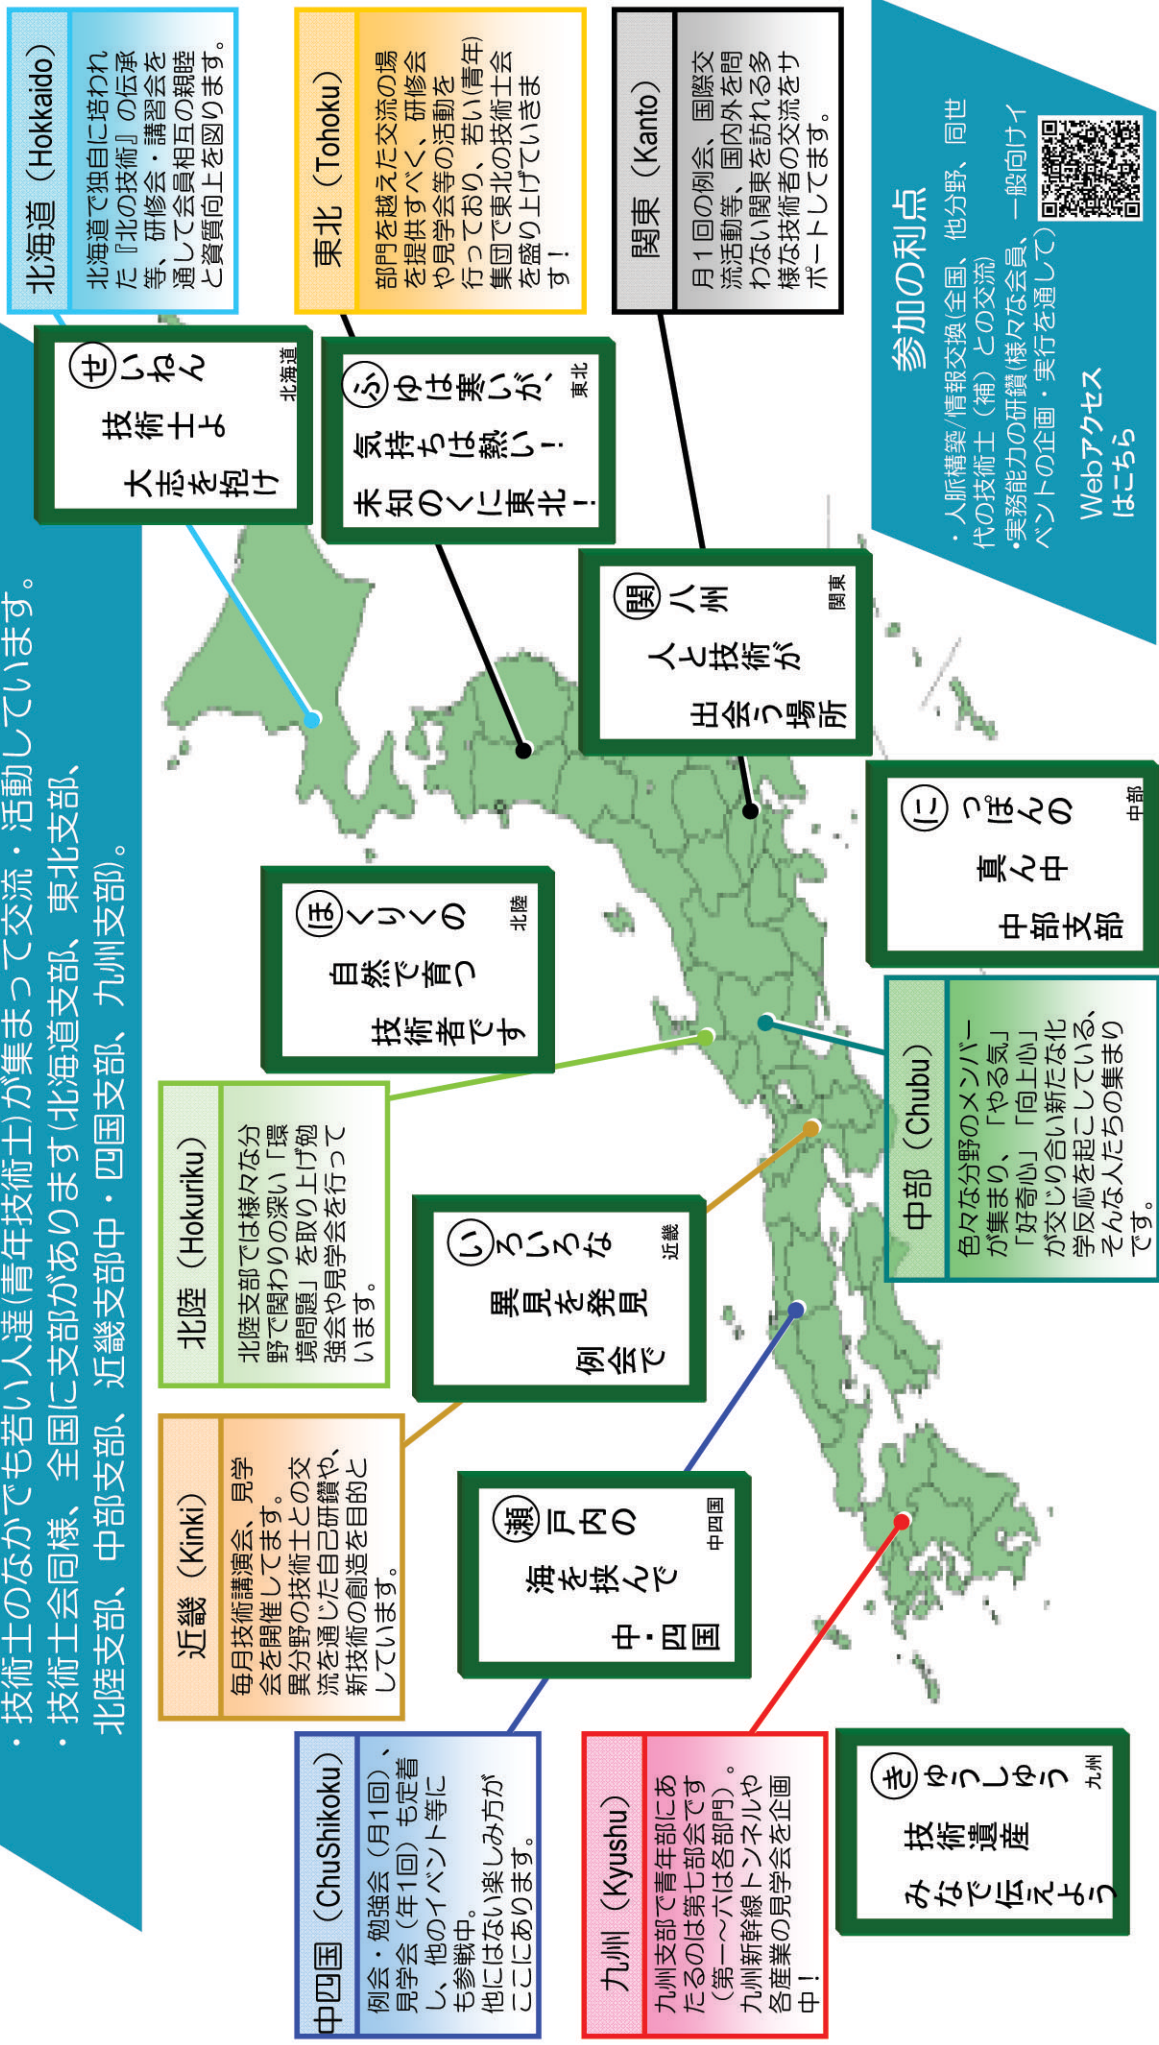 ・技術士のなかでも若い人達(青年技術士)が集まって交流・活動しています。
・技術士会同様、全国に支部があります(北海道支部、東北支部、
北陸支部、中部支部、近畿支部中・四国支部、九州支部)。
北海道（Hokkaido）
北海道で独自に培われ
た『北の技術』の伝承
等、研修会・講習会を
通して会員相互の親睦
と資質向上を図ります。
せいねん
技術士よ
大志を抱け
北海道
東北（Tohoku）
部門を越えた交流の場
を提供すべく、研修会
や見学会等の活動を
行っており、若い(青年)
集団で東北の技術士会
を盛り上げていきま
す！
ふゆは寒いが、
気持ちは熱い！
未知のくに東北！
東北
関東（Kanto）
月１回の例会、国際交
流活動等、国内外を問
わない関東を訪れる多
様な技術者の交流をサ
ポートしてます。
関八州
人と技術が
出会う場所
関東
北陸（Hokuriku）
北陸支部では様々な分
野で関わりの深い「環
境問題」を取り上げ勉
強会や見学会を行って
います。
ほくりくの
自然で育つ
技術者です
北陸
中部（Chubu）
色々な分野のメンバー
が集まり、「やる気」
「好奇心」「向上心」
が交じり合い新たな化
学反応を起こしている、
そんな人たちの集まり
です。
にっぽんの
真ん中
中部支部
中部
近畿（Kinki）
毎月技術講演会、見学
会を開催してます。
異分野の技術士との交
流を通じた自己研鑽や、
新技術の創造を目的と
しています。
いろいろな
異見を発見
例会で
近畿
中四国（ChuShikoku）
例会・勉強会（月１回）、
見学会（年１回）も定着
し、他のイベント等に
も参戦中。
他にはない楽しみ方が
ここにあります。
瀬戸内の
海を挟んで
中・四国
中四国
九州（Kyushu）
九州支部で青年部にあ
たるのは第七部会です
（第一～六は各部門）。
九州新幹線トンネルや
各産業の見学会を企画
中！
きゅうしゅう
技術遺産
みなで伝えよう
九州
参加の利点
・人脈構築/情報交換(全国、他分野、同世
代の技術士（補）との交流)
・実務能力の研鑽(様々な会員、一般向けイ
ベントの企画・実行を通して)
Webアクセス
はこちら